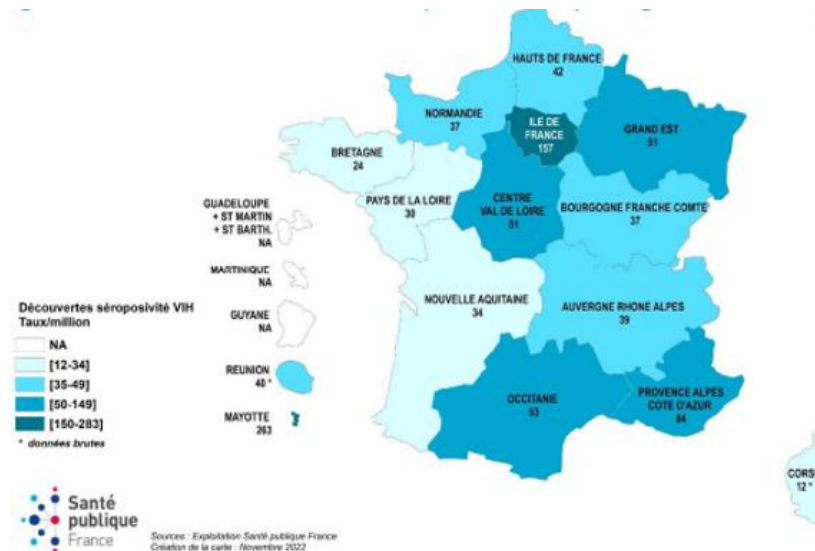 HAUTS DE FRANCE
42
NORMANDIE
37
ILE DE
FRANCE
157
GRAND EST
51
BRETAGNE
24
PAYS DE LA LOIRE
30
CENTRE
VAL DE LOIRE
51
BOURGOGNE FRANCHE COMTE
37
GUADELOUPE
+ ST MARTIN
+ ST BARTH.
NA
MARTINIQUE
NA
GUYANE
NA
REUNION
40 *
MAYOTTE
263
NOUVELLE AQUITAINE
34
AUVERGNE RHONE ALPES
39
OCCITANIE
53
PROVENCE ALPES
COTE D'AZUR
64
CORS
12 *
Découvertes séroposivité VIH
Taux/million
NA
[12-34]
[35-49]
[50-149]
[150-283]
* données brutes
Santé
publique
France
Sources : Exploitation Santé publique France
Création de la carte : Novembre 2022